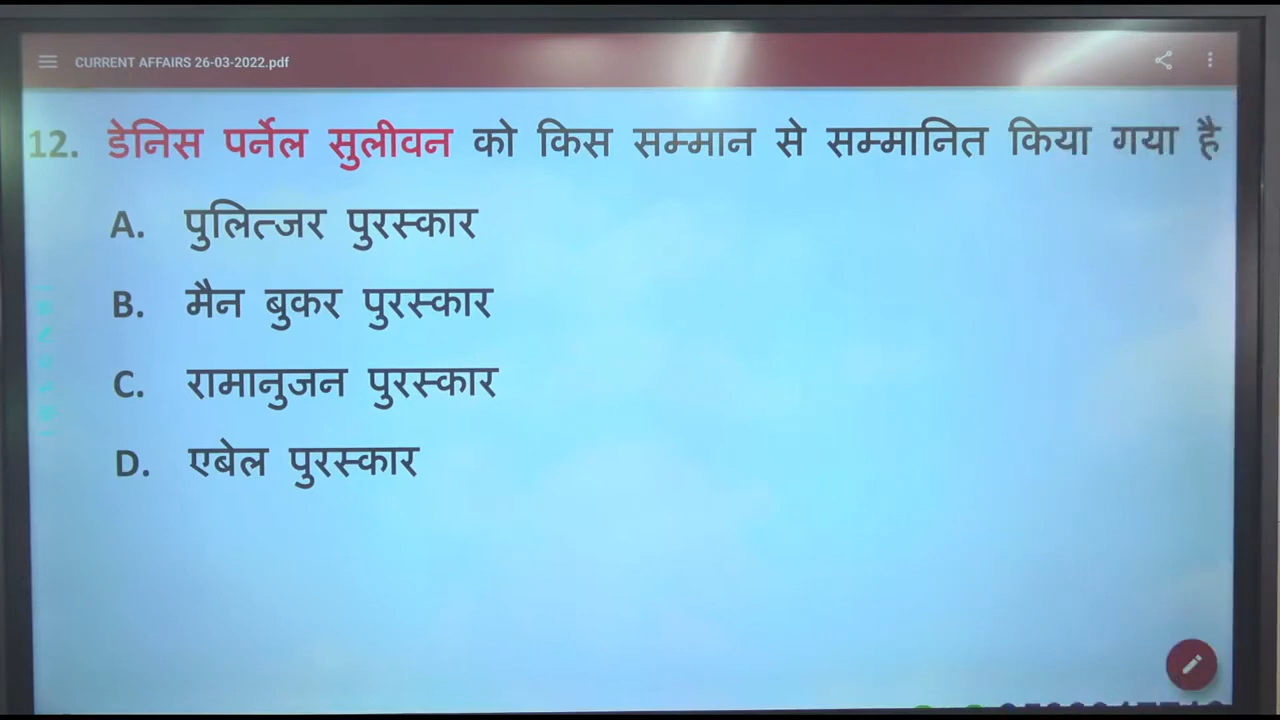 CURRENT AFFAIRS 26-03-2022.pdf
12. डेनिस पर्नेल सुलीवन को किस सम्मान से सम्मानित किया गया है
A. पुलित्जर पुरस्कार
B. मैन बुकर पुरस्कार
C. रामानुजन पुरस्कार
D. एबेल पुरस्कार